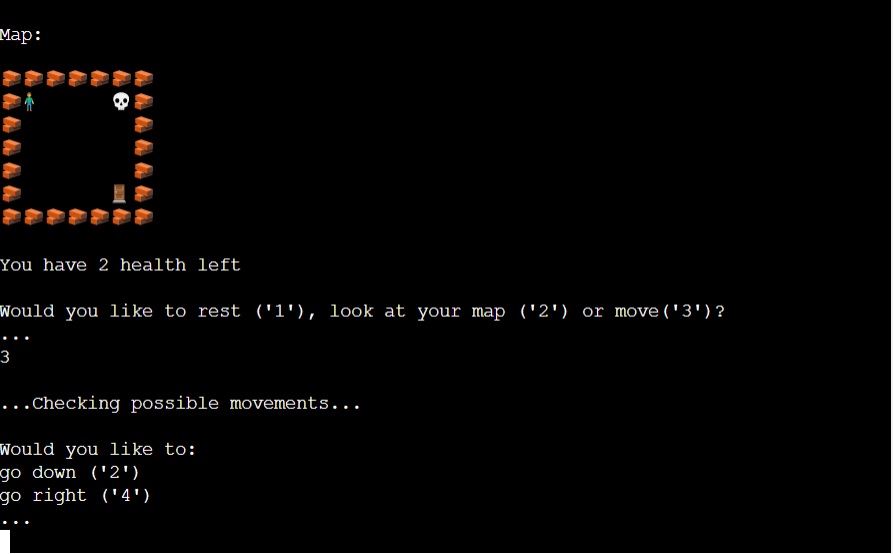 Map:
You have 2 health left
Would you like to rest ('1'), look at your map ('2') or move('3')?
...
3
...Checking possible movements...
Would you like to:
go down ('2')
go right ('4')
...